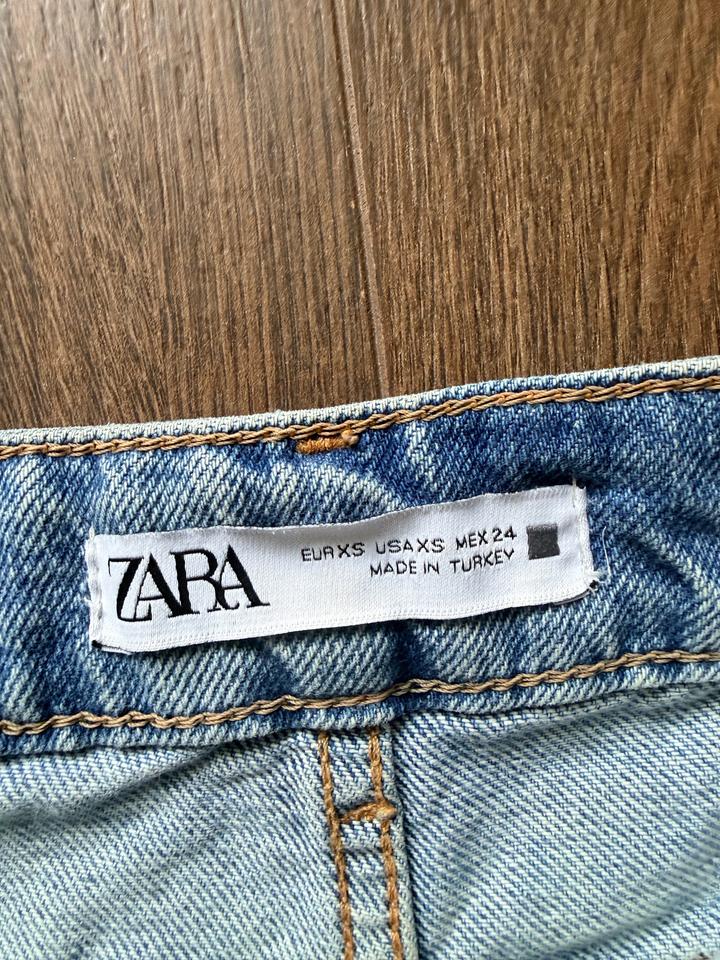 ZARA
EUR XS USA XS MEX 24
MADE IN TURKEY